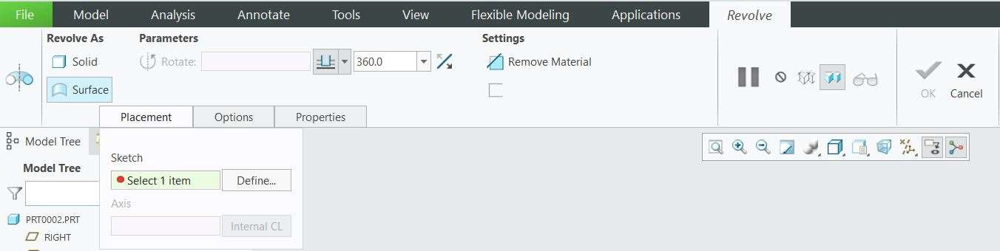 File Model Analysis Annotate Tools View Flexible Modeling Applications Revolve
Revolve As Parameters Settings
Solid Rotate: 360.0 Remove Material
Surface
OK Cancel
Placement Options Properties
Model Tree
Sketch
Model Tree
Select 1 item Define...
Axis
PRT0002.PRT Internal CL
RIGHT